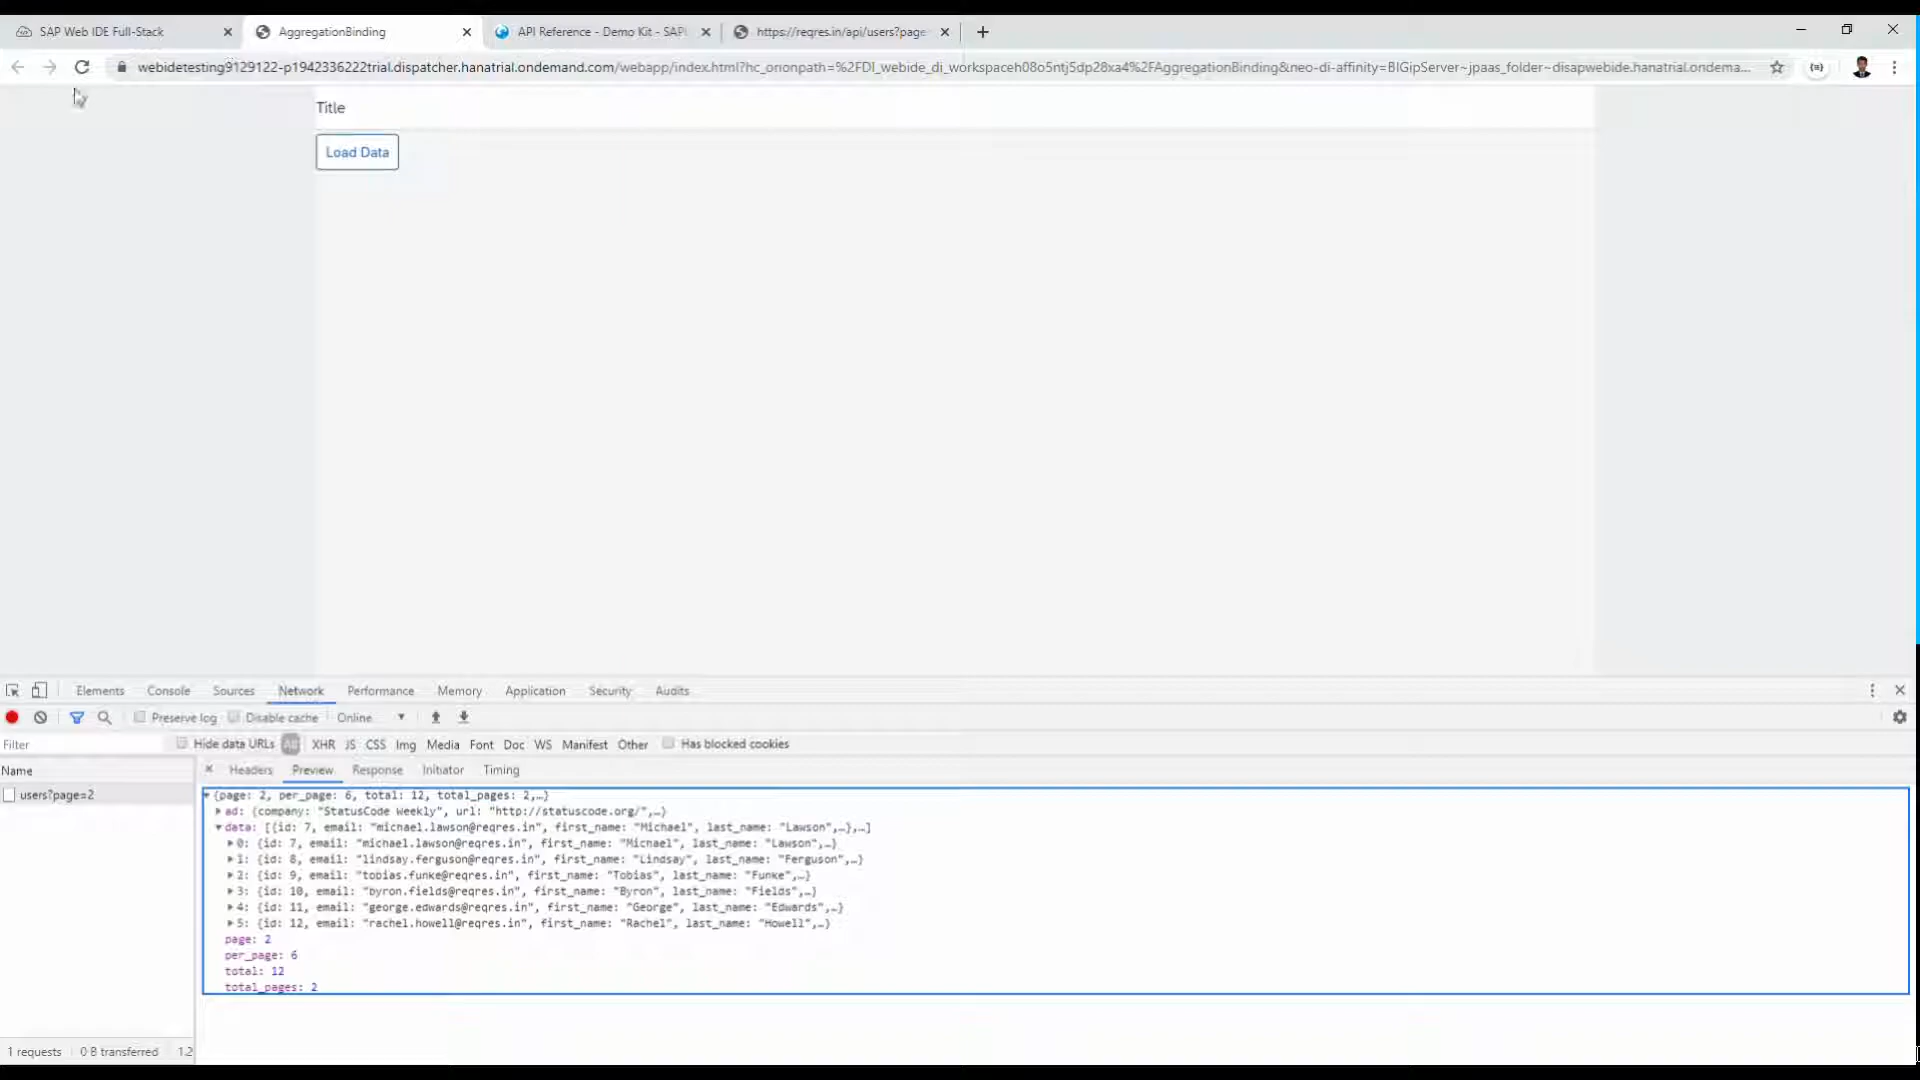 SAP Web IDE Full-Stack
AggregationBinding
API Reference - Demo Kit - SAPI
https://reqres.in/api/users?page
webidetesting9129122-p1942336222trial.dispatcher.hanatrial.ondemand.com/webapp/index.html?hc_orionpath=%2FDI_webide_di_workspaceh08o5ntj5dp28xa4%2FAggregationBinding&neo-di-affinity=BIGipServer~jpaas_folder~disapwebide.hanatrial.ondema...
Title
Load Data
Elements Console Sources Network Performance Memory Application Security Audits
Preserve log Disable cache Online
Filter Hide data URLs All XHR JS CSS Img Media Font Doc WS Manifest Other Has blocked cookies
Name Headers Preview Response Initiator Timing
users?page=2
{page: 2, per_page: 6, total: 12, total_pages: 2,…}
ad: {company: "StatusCode Weekly", url: "http://statuscode.org/",…}
data: [{id: 7, email: "michael.lawson@reqres.in", first_name: "Michael", last_name: "Lawson",…},…]
0: {id: 7, email: "michael.lawson@reqres.in", first_name: "Michael", last_name: "Lawson",…}
1: {id: 8, email: "lindsay.ferguson@reqres.in", first_name: "Lindsay", last_name: "Ferguson",…}
2: {id: 9, email: "tobias.funke@reqres.in", first_name: "Tobias", last_name: "Funke",…}
3: {id: 10, email: "byron.fields@reqres.in", first_name: "Byron", last_name: "Fields",…}
4: {id: 11, email: "george.edwards@reqres.in", first_name: "George", last_name: "Edwards",…}
5: {id: 12, email: "rachel.howell@reqres.in", first_name: "Rachel", last_name: "Howell",…}
page: 2
per_page: 6
total: 12
total_pages: 2
1 requests 0 B transferred 1.2